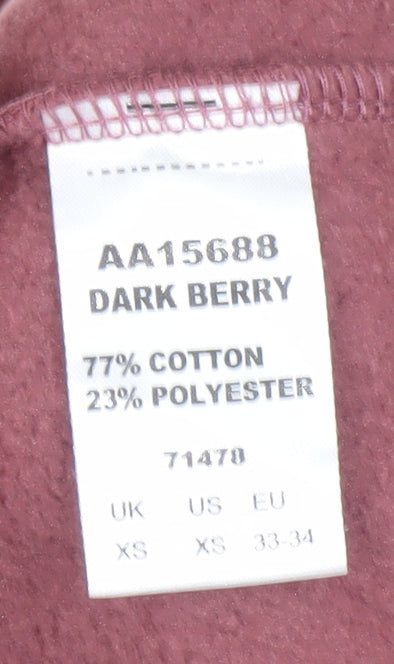 AA15688
DARK BERRY
77% COTTON
23% POLYESTER
71478
UK US EU
XS XS 33-34